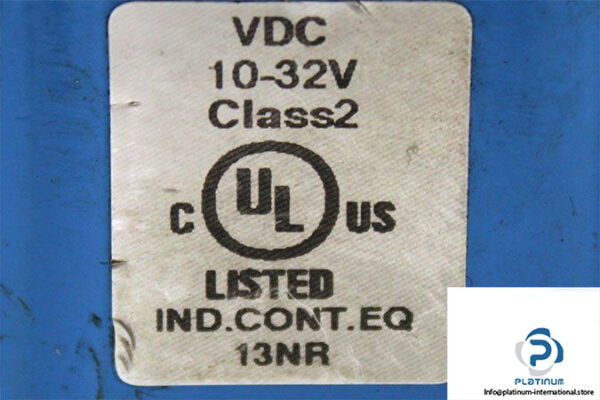 VDC
10-32V
Class2
C UL US
LISTED
IND.CONT.EQ
13NR
PLATINUM
Info@platinum-international.store